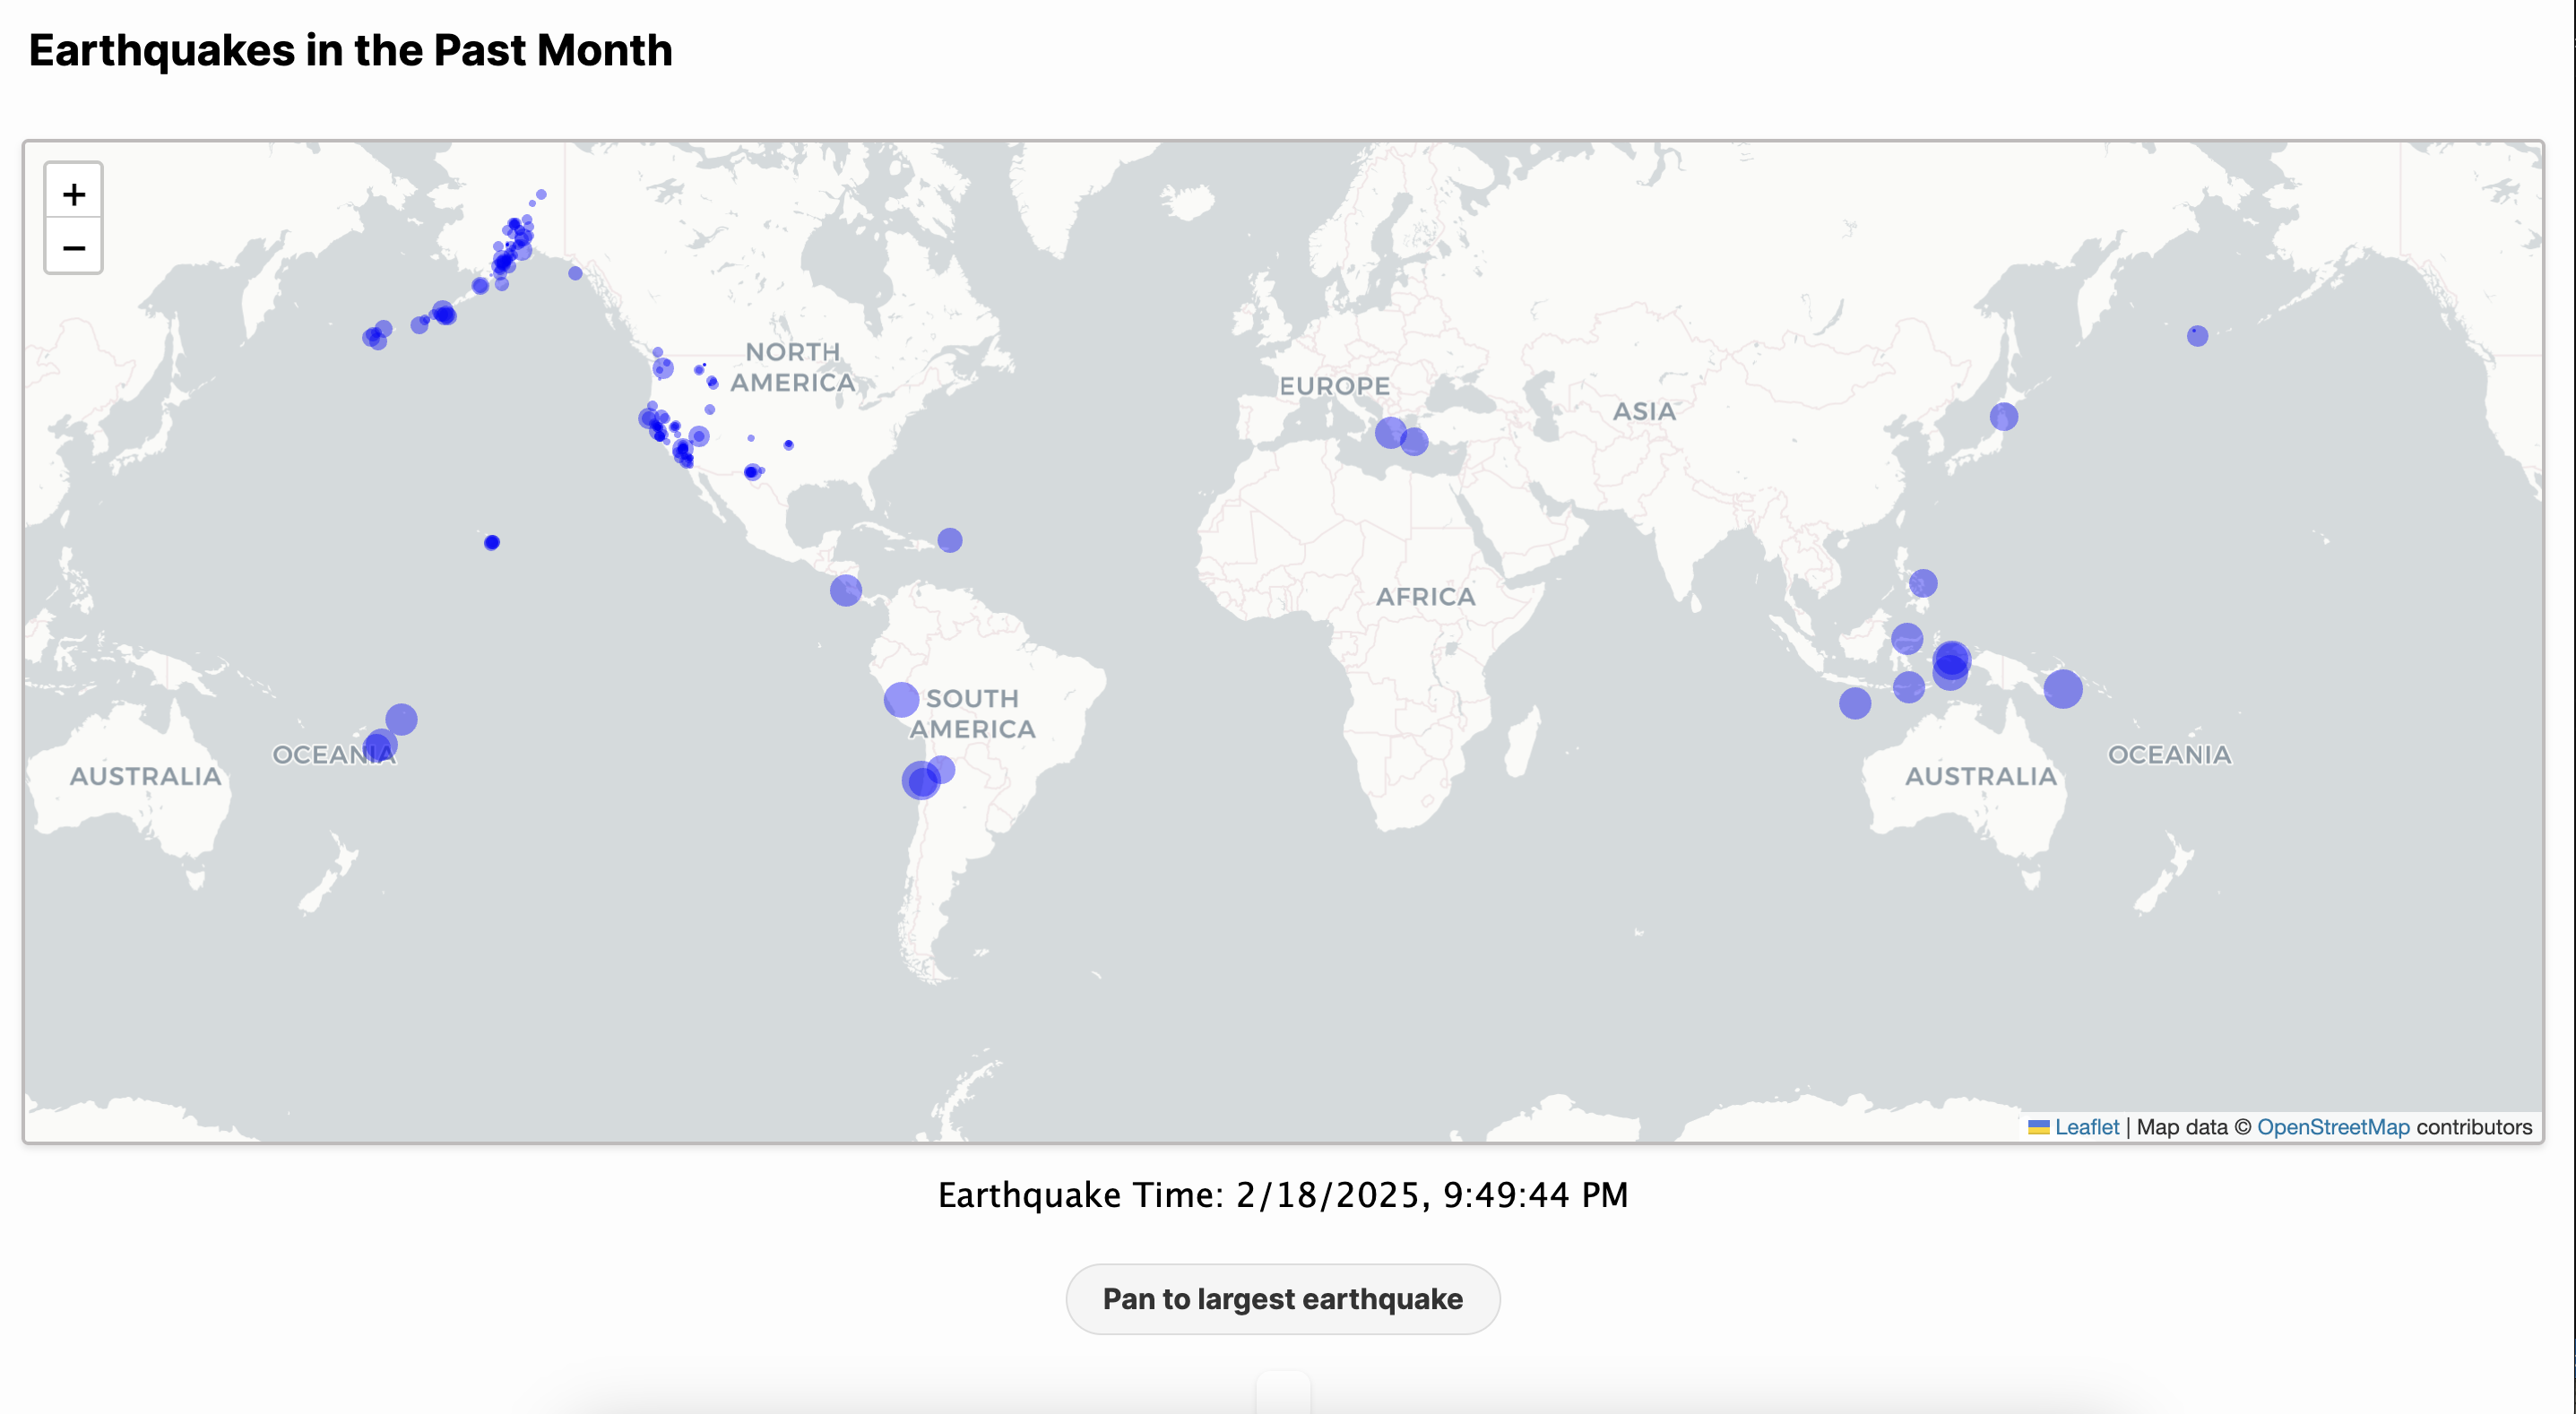 Earthquakes in the Past Month
+
−
NORTH
AMERICA
EUROPE
ASIA
AFRICA
SOUTH
AMERICA
OCEANIA
AUSTRALIA
OCEANIA
AUSTRALIA
Leaflet | Map data © OpenStreetMap contributors
Earthquake Time: 2/18/2025, 9:49:44 PM
Pan to largest earthquake